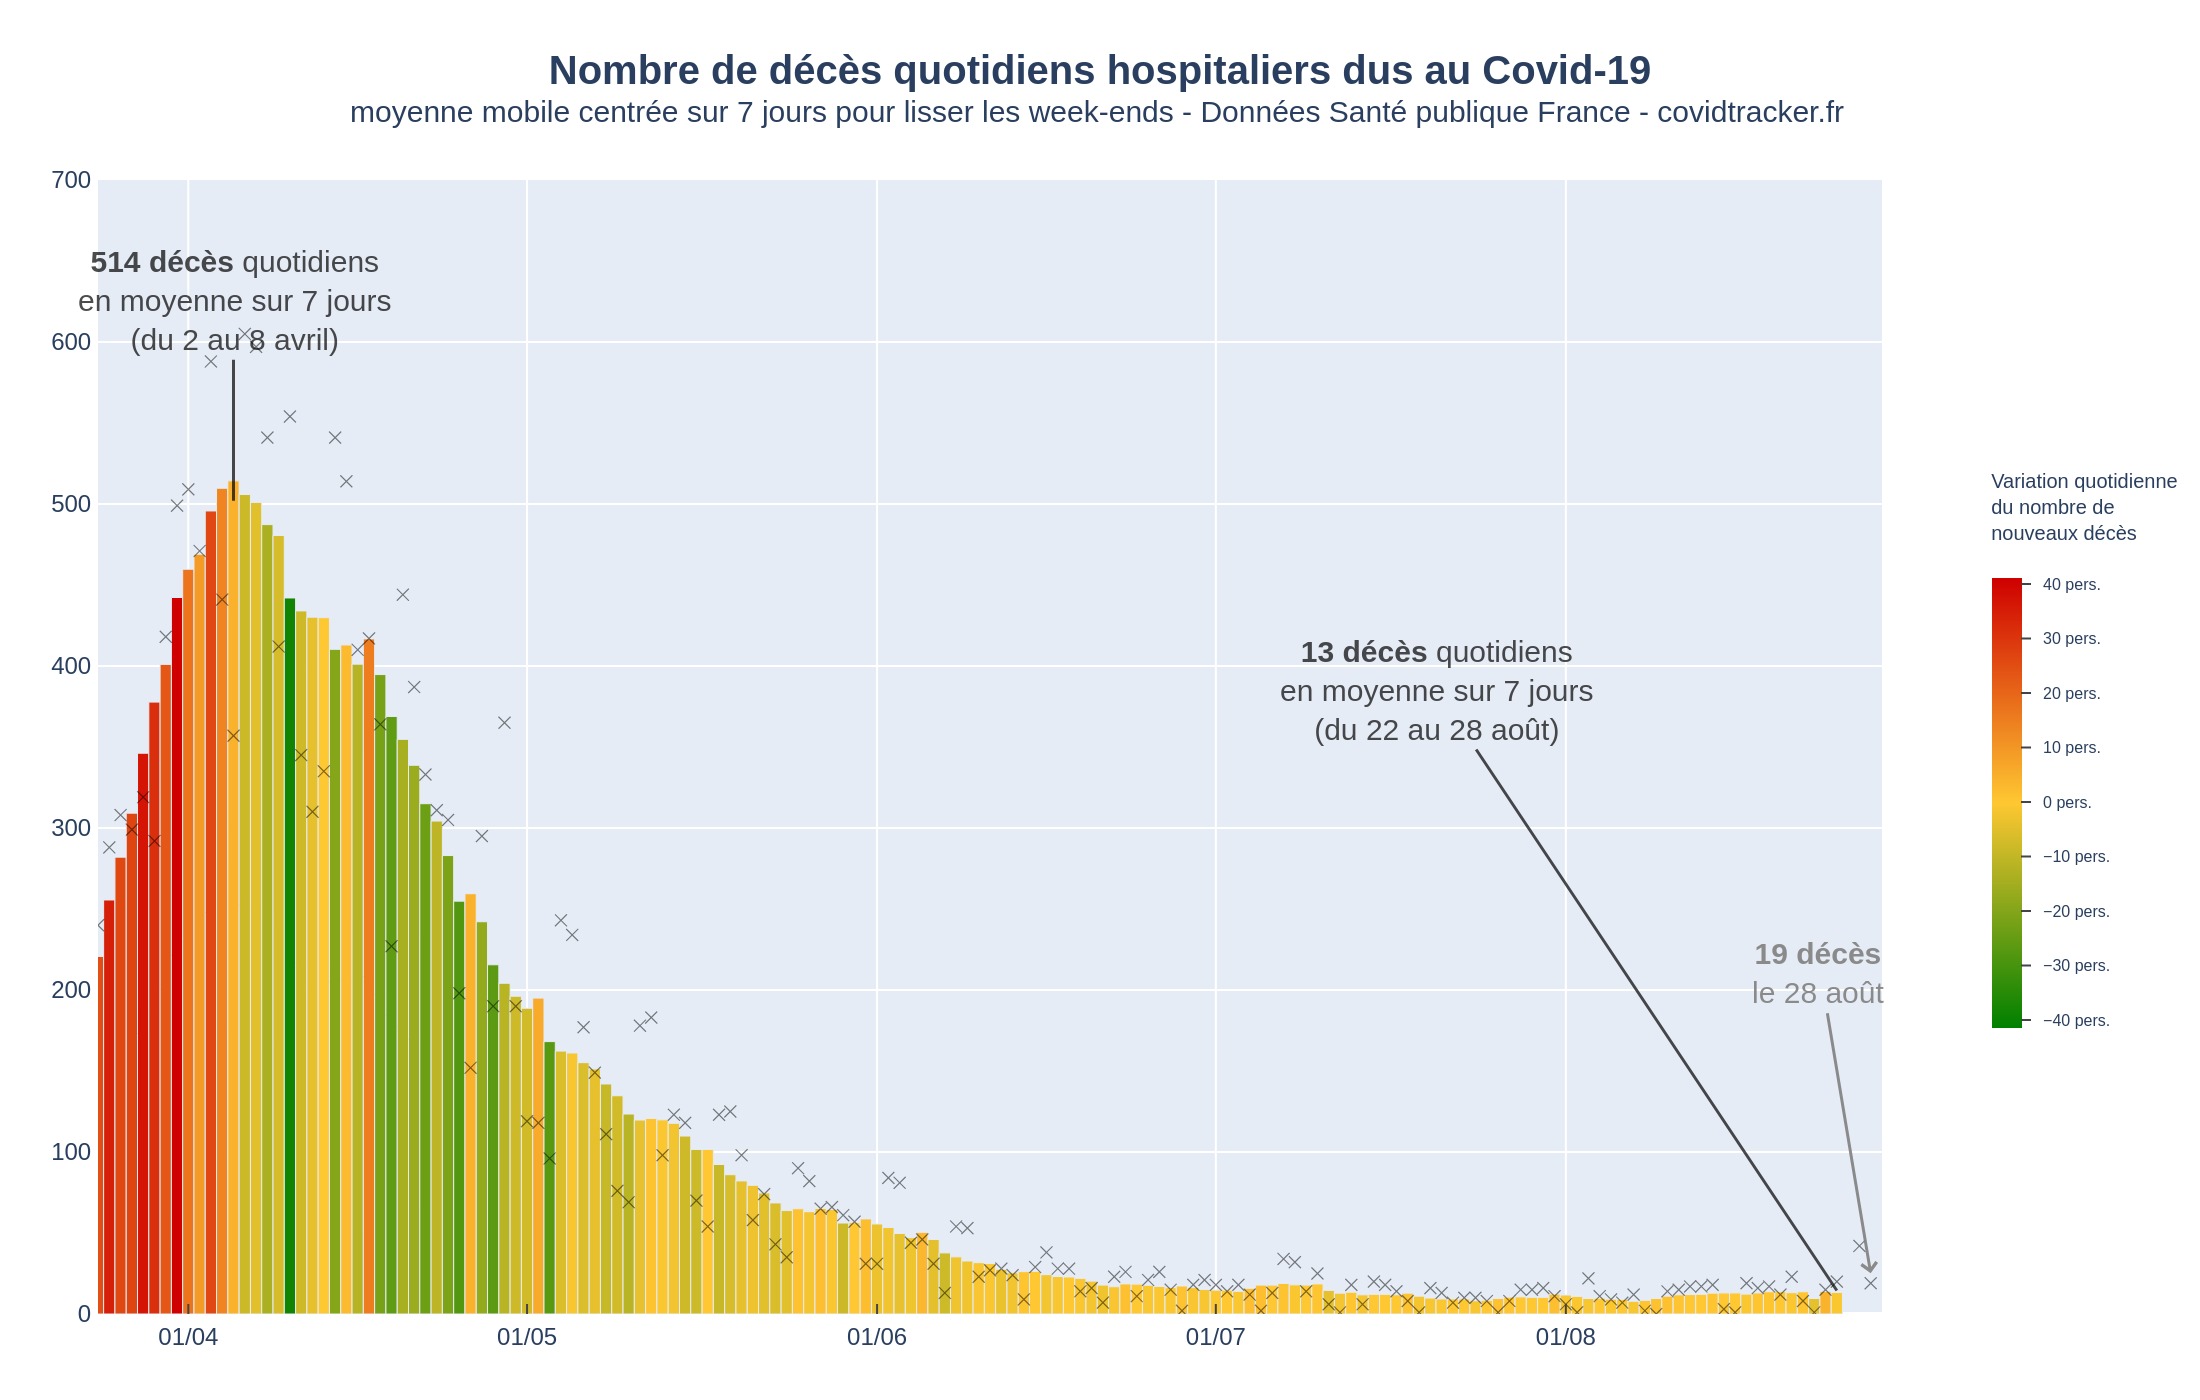 Nombre de décès quotidiens hospitaliers dus au Covid-19
moyenne mobile centrée sur 7 jours pour lisser les week-ends - Données Santé publique France - covidtracker.fr
700
600
500
400
300
200
100
0
514 décès quotidiens
en moyenne sur 7 jours
(du 2 au 8 avril)
13 décès quotidiens
en moyenne sur 7 jours
(du 22 au 28 août)
19 décès
le 28 août
01/04
01/05
01/06
01/07
01/08
Variation quotidienne
du nombre de
nouveaux décès
40 pers.
30 pers.
20 pers.
10 pers.
0 pers.
−10 pers.
−20 pers.
−30 pers.
−40 pers.